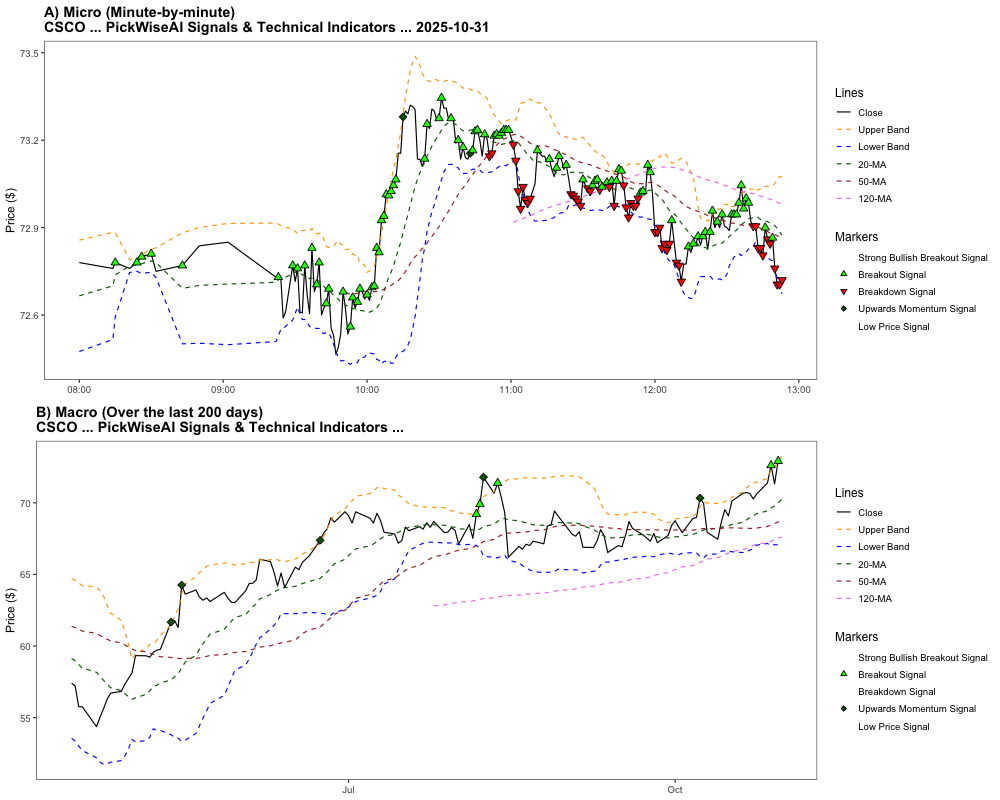 A) Micro (Minute-by-minute)
CSCO ... PickWiseAI Signals & Technical Indicators ... 2025-10-31
Price ($)
73.5
73.2
72.9
72.6
08:00 09:00 10:00 11:00 12:00 13:00
Lines
Close
Upper Band
Lower Band
20-MA
50-MA
120-MA
Markers
Strong Bullish Breakout Signal
Breakout Signal
Breakdown Signal
Upwards Momentum Signal
Low Price Signal
B) Macro (Over the last 200 days)
CSCO ... PickWiseAI Signals & Technical Indicators ...
Price ($)
70
65
60
55
Jul Oct
Lines
Close
Upper Band
Lower Band
20-MA
50-MA
120-MA
Markers
Strong Bullish Breakout Signal
Breakout Signal
Breakdown Signal
Upwards Momentum Signal
Low Price Signal